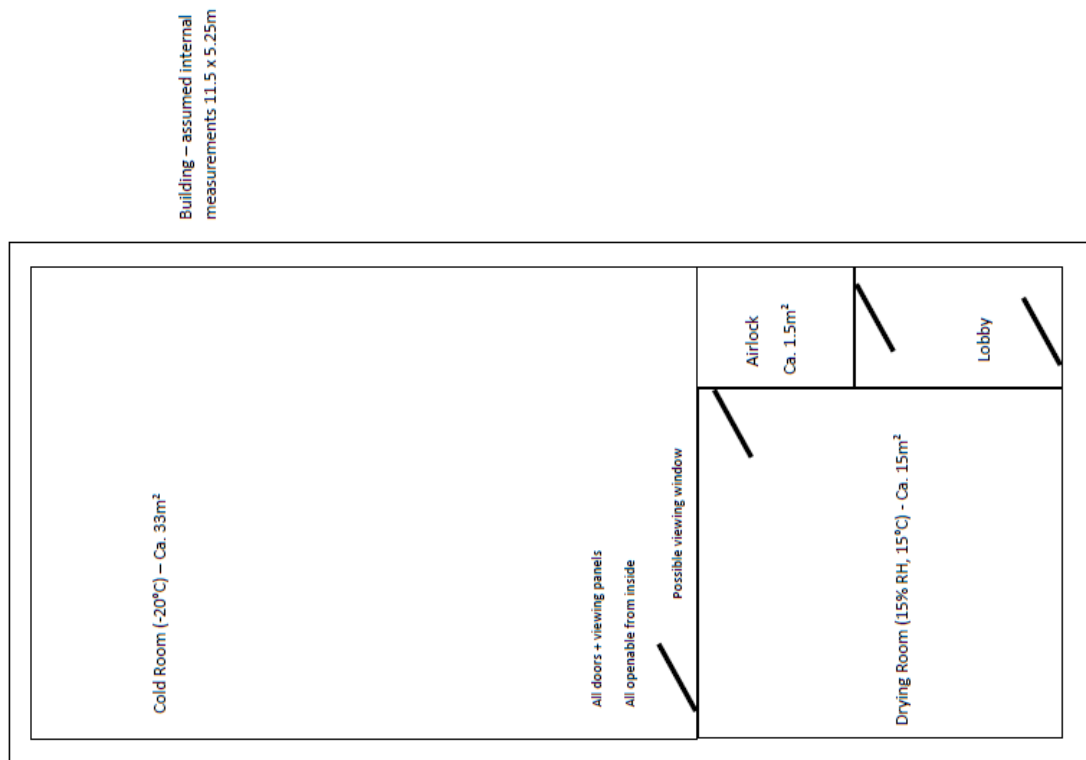 Building – assumed internal
measurements 11.5 x 5.25m
Cold Room (-20°C) – Ca. 33m²
All doors + viewing panels
All openable from inside
Possible viewing window
Airlock
Ca. 1.5m²
Lobby
Drying Room (15% RH, 15°C) - Ca. 15m²